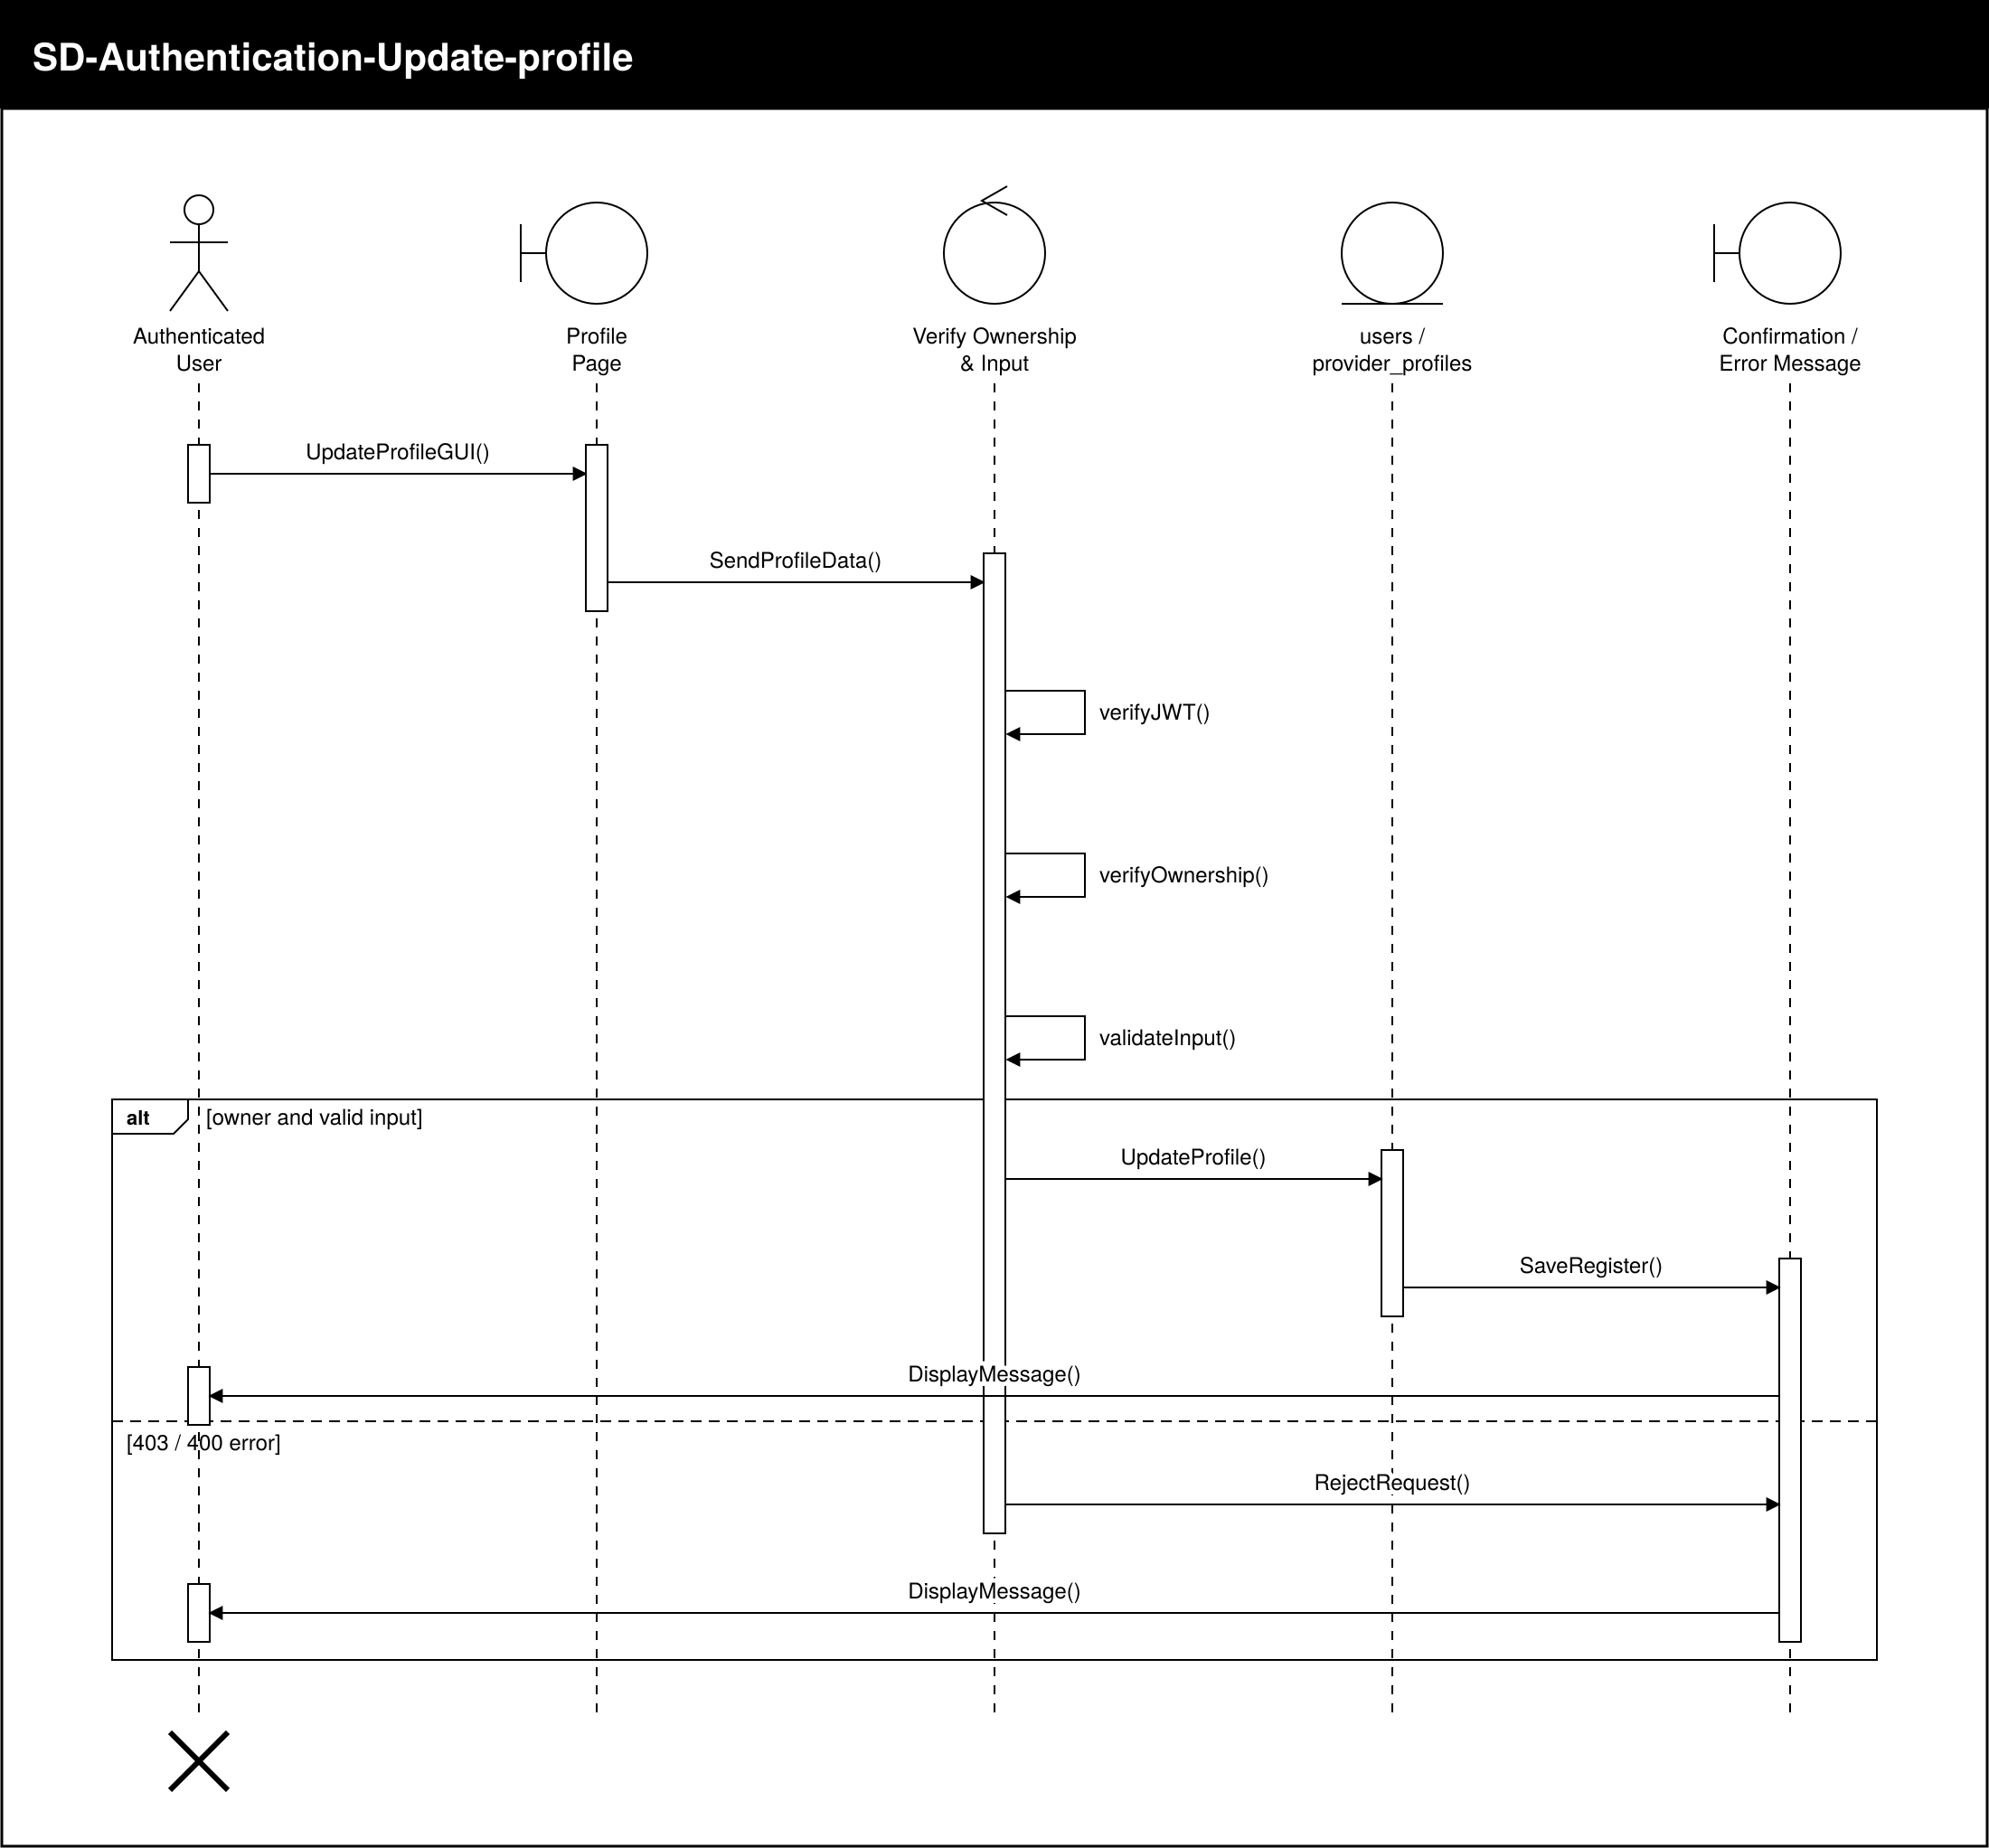 SD-Authentication-Update-profile
Authenticated
User
Profile
Page
Verify Ownership
& Input
users /
provider_profiles
Confirmation /
Error Message
UpdateProfileGUI()
SendProfileData()
verifyJWT()
verifyOwnership()
validateInput()
alt
[owner and valid input]
UpdateProfile()
SaveRegister()
DisplayMessage()
[403 / 400 error]
RejectRequest()
DisplayMessage()